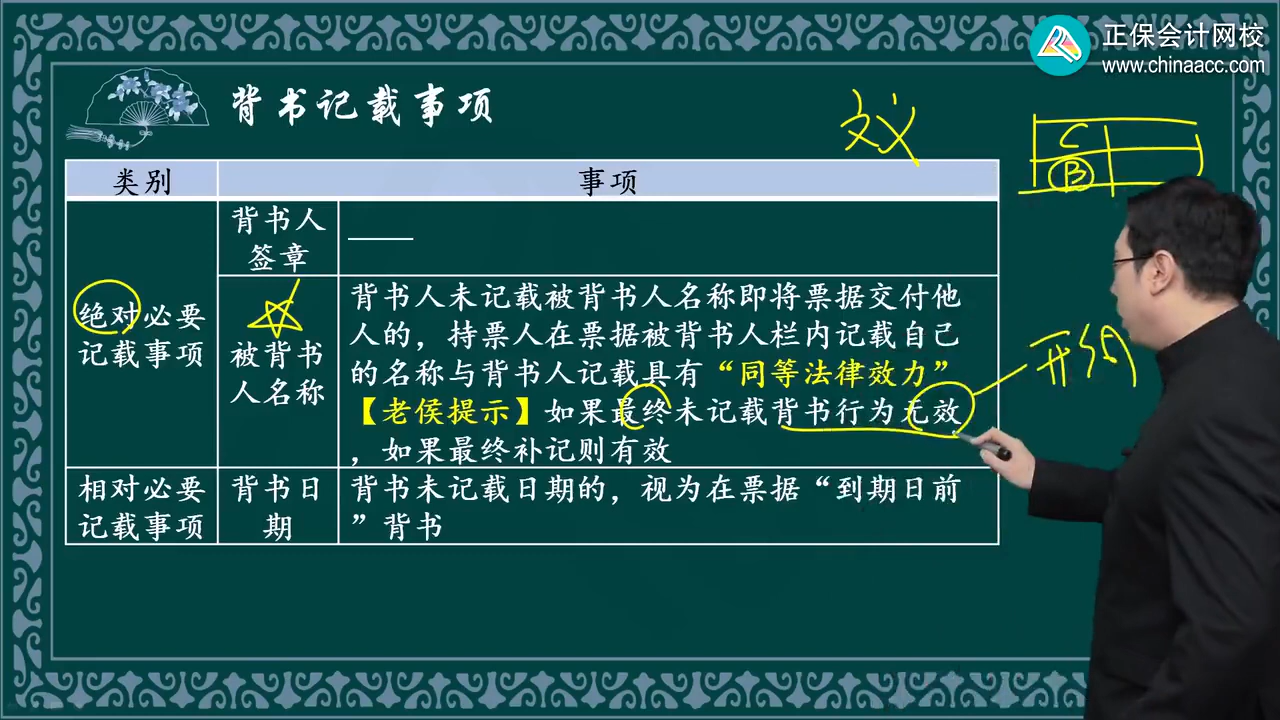 正保会计网校
www.chinaacc.com
背书记载事项
文义
C
B
类别
事项
背书人
签章
绝对必要
记载事项
被背书
人名称
背书人未记载被背书人名称即将票据交付他
人的，持票人在票据被背书人栏内记载自己
的名称与背书人记载具有“同等法律效力”
【老侯提示】如果最终未记载背书行为无效
，如果最终补记则有效
相对必要
记载事项
背书日
期
背书未记载日期的，视为在票据“到期日前
”背书